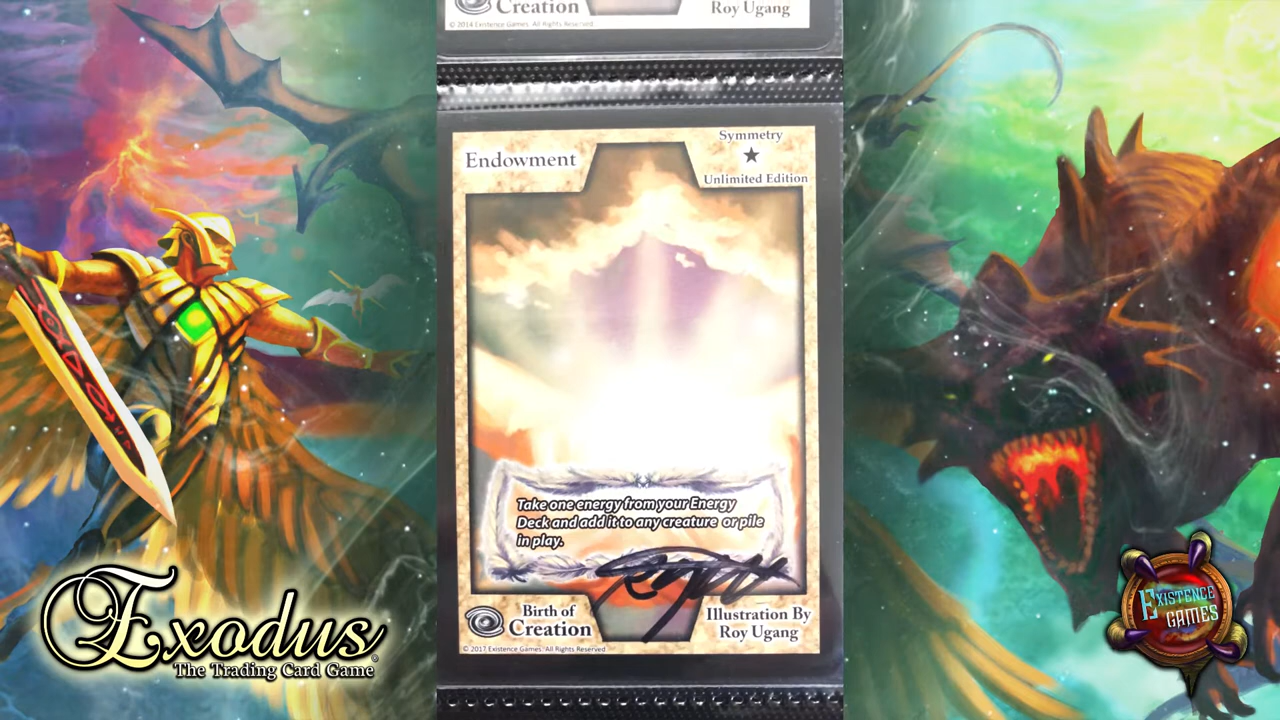 Creation
Roy Ugang
© 2014 Existence Games. All Rights Reserved.
Endowment
Symmetry
★
Unlimited Edition
Take one energy from your Energy
Deck and add it to any creature or pile
in play.
Birth of
Creation
Illustration By
Roy Ugang
© 2017 Existence Games. All Rights Reserved.
Exodus
The Trading Card Game®
EXISTENCE
GAMES